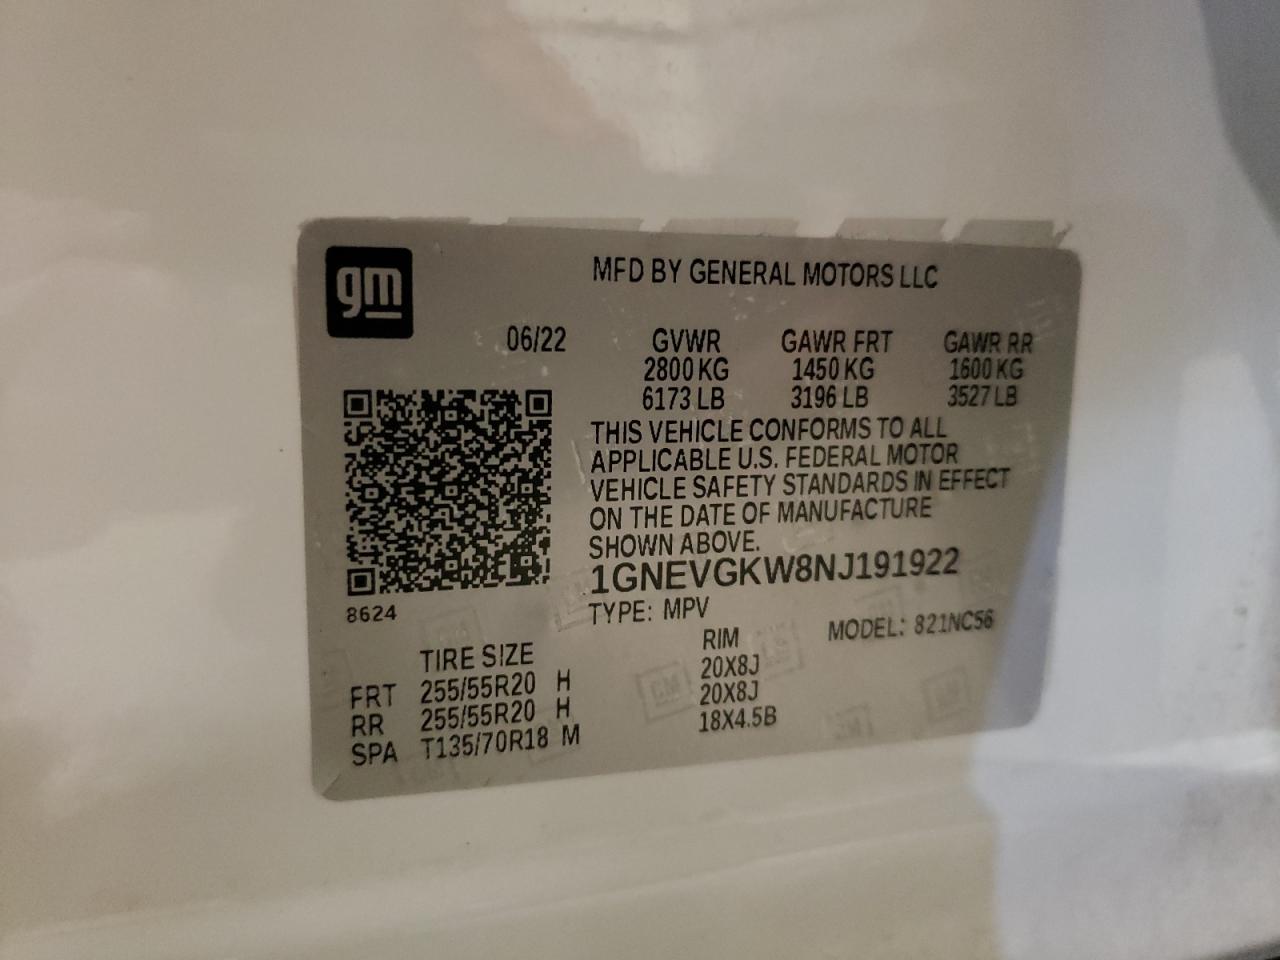 gm
MFD BY GENERAL MOTORS LLC
06/22 GVWR GAWR FRT GAWR RR
2800 KG 1450 KG 1600 KG
6173 LB 3196 LB 3527 LB
THIS VEHICLE CONFORMS TO ALL
APPLICABLE U.S. FEDERAL MOTOR
VEHICLE SAFETY STANDARDS IN EFFECT
ON THE DATE OF MANUFACTURE
SHOWN ABOVE.
1GNEVGKW8NJ191922
8624
TYPE: MPV MODEL: 821NC56
TIRE SIZE RIM
FRT 255/55R20 H 20X8J
RR 255/55R20 H 20X8J
SPA T135/70R18 M 18X4.5B